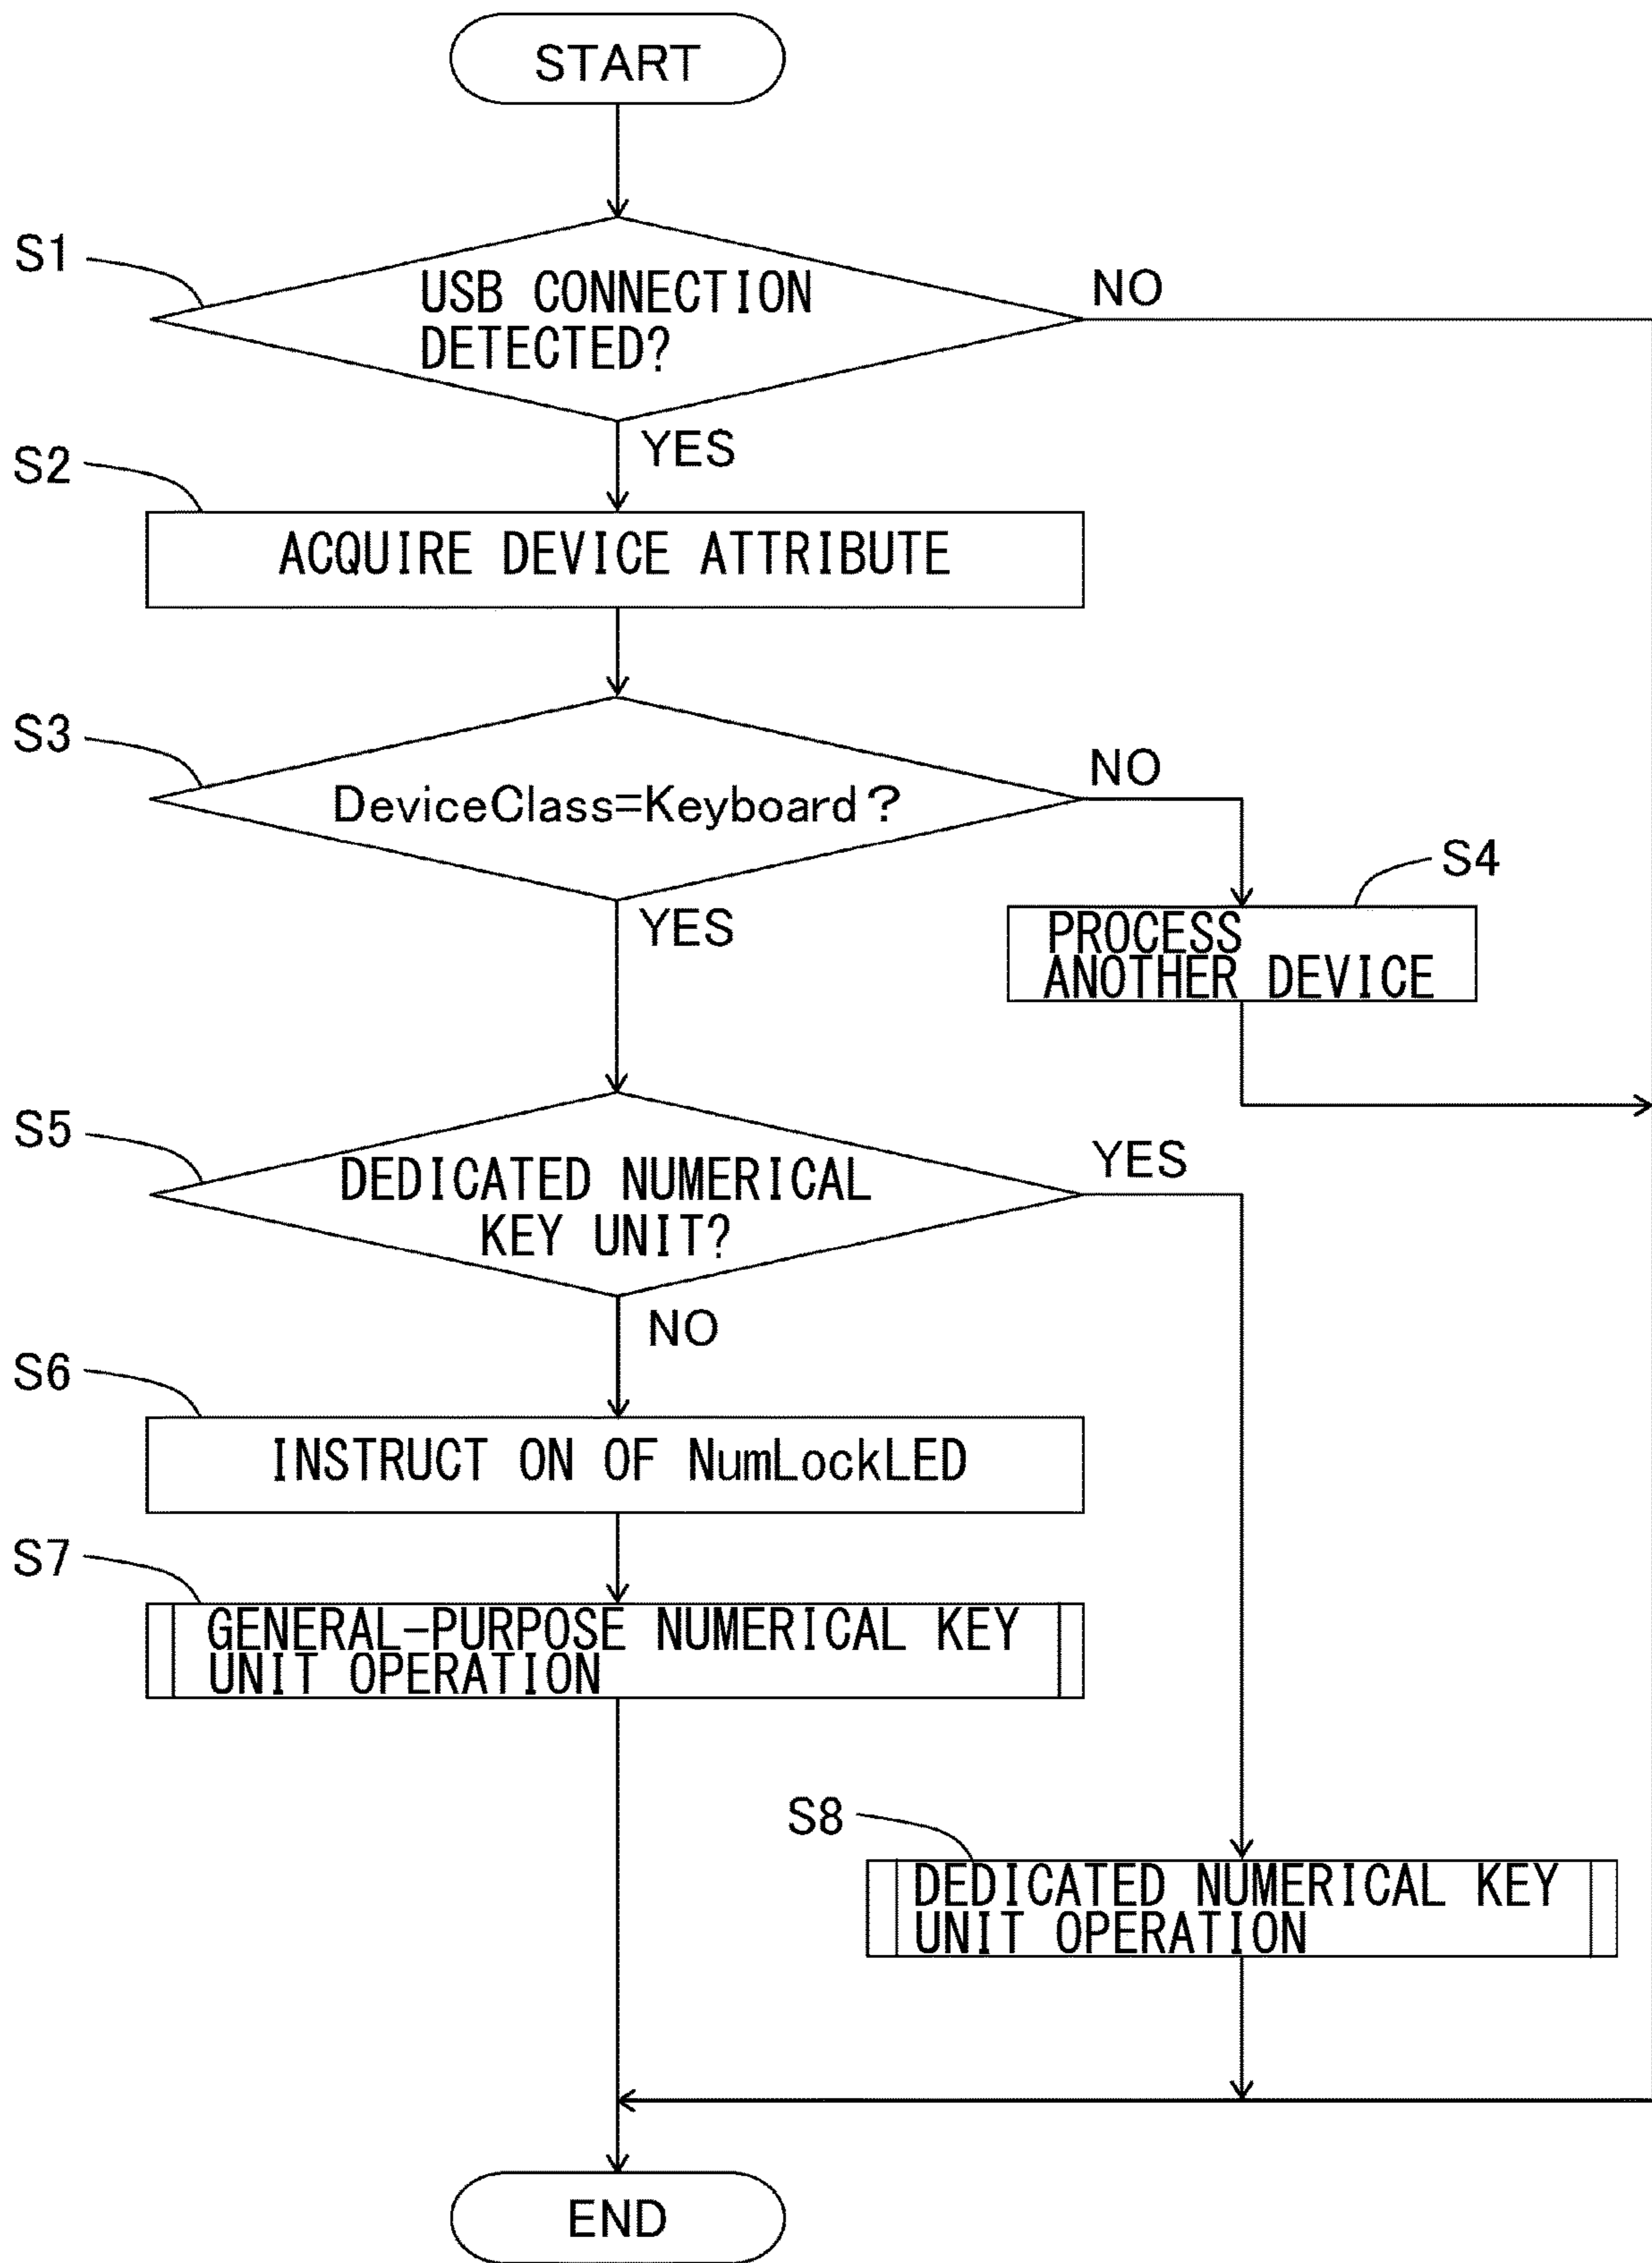 START
S1
USB CONNECTION
DETECTED?
NO
YES
S2
ACQUIRE DEVICE ATTRIBUTE
S3
DeviceClass=Keyboard?
NO
YES
S4
PROCESS
ANOTHER DEVICE
S5
DEDICATED NUMERICAL
KEY UNIT?
YES
NO
S6
INSTRUCT ON OF NumLockLED
S7
GENERAL-PURPOSE NUMERICAL KEY
UNIT OPERATION
S8
DEDICATED NUMERICAL KEY
UNIT OPERATION
END